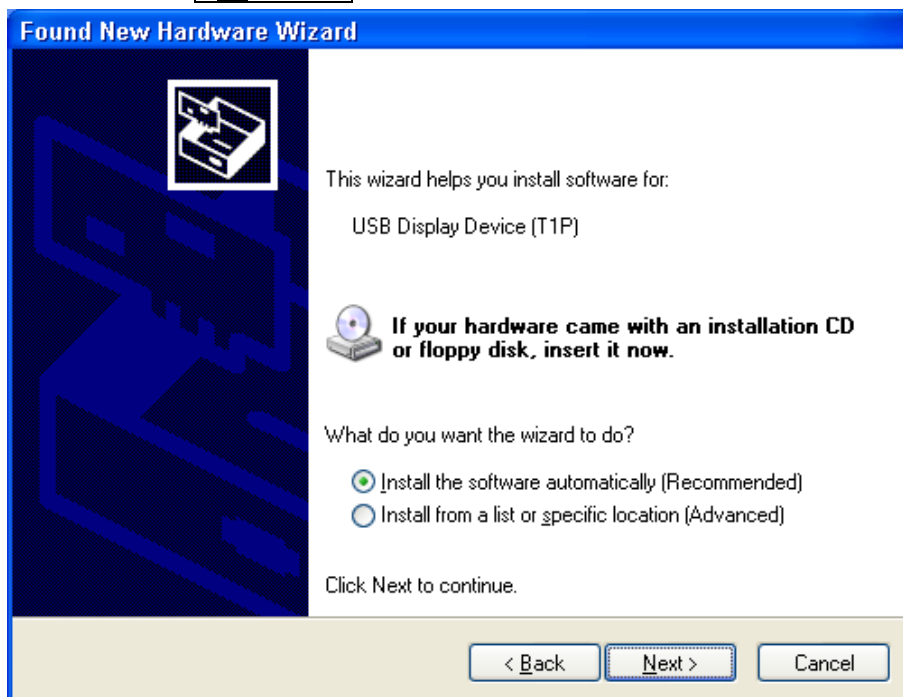 Found New Hardware Wizard
This wizard helps you install software for:
USB Display Device (T1P)
If your hardware came with an installation CD
or floppy disk, insert it now.
What do you want the wizard to do?
Install the software automatically (Recommended)
Install from a list or specific location (Advanced)
Click Next to continue.
< Back Next > Cancel